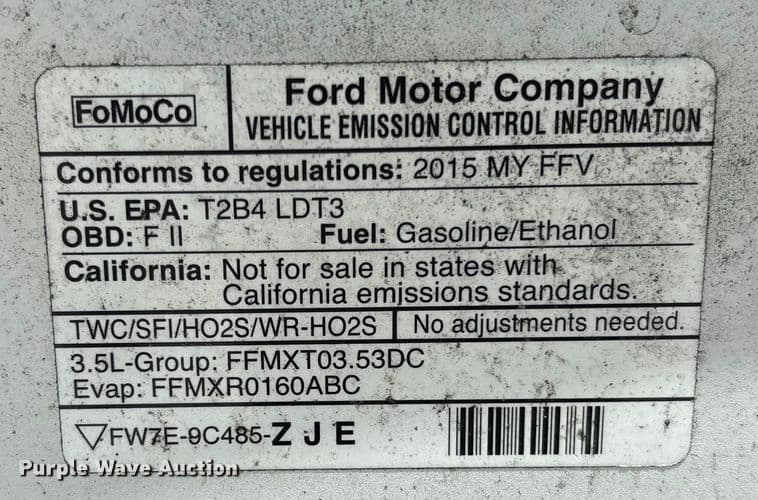 FoMoCo
Ford Motor Company
VEHICLE EMISSION CONTROL INFORMATION
Conforms to regulations: 2015 MY FFV
U.S. EPA: T2B4 LDT3
OBD: F II Fuel: Gasoline/Ethanol
California: Not for sale in states with
California emissions standards.
TWC/SFI/HO2S/WR-HO2S No adjustments needed.
3.5L-Group: FFMXT03.53DC
Evap: FFMXR0160ABC
FW7E-9C485-Z J E
Purple Wave Auction